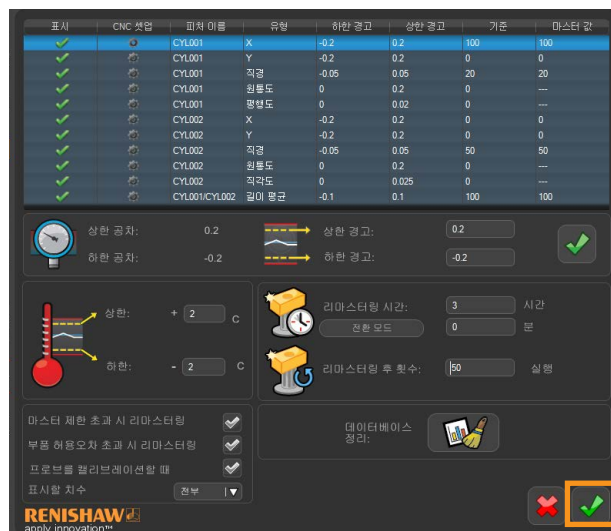 표시 CNC 셋업 피처 이름 유형 하한 경고 상한 경고 기준 마스터 값
CYL001 X -0.2 0.2 100 100
CYL001 Y -0.2 0.2 0 0
CYL001 직경 -0.05 0.05 20 20
CYL001 원통도 0 0.2 0 ---
CYL001 평행도 0 0.02 0 ---
CYL002 X -0.2 0.2 0 0
CYL002 Y -0.2 0.2 0 0
CYL002 직경 -0.05 0.05 50 50
CYL002 원통도 0 0.2 0 ---
CYL002 직각도 0 0.025 0 ---
CYL001/CYL002 길이 평균 -0.1 0.1 100 100
상한 공차: 0.2 상한 경고: 0.2
하한 공차: -0.2 하한 경고: -0.2
상한: + 2 C
하한: - 2 C
리마스터링 시간: 3 시간
전환 모드 0 분
리마스터링 후 횟수: 50 실행
마스터 제한 초과 시 리마스터링
부품 허용오차 초과 시 리마스터링
프로브를 캘리브레이션할 때
표시할 치수 전부
데이터베이스
정리:
RENISHAW
apply innovation™